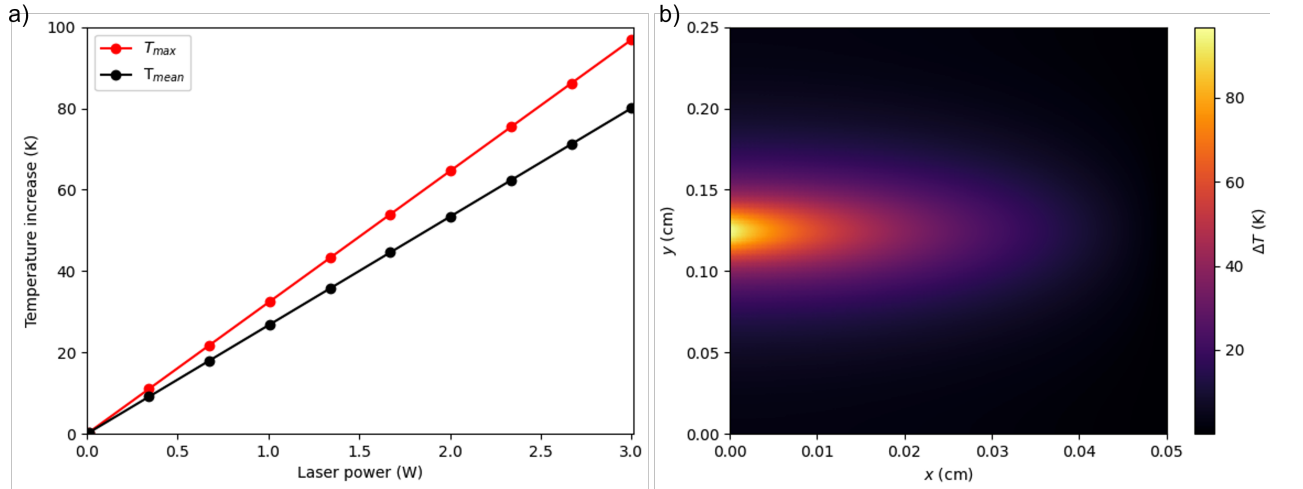 a)
100
80
60
40
20
0
Temperature increase (K)
T_max
T_mean
0.0 0.5 1.0 1.5 2.0 2.5 3.0
Laser power (W)
b)
0.25
0.20
0.15
0.10
0.05
0.00
y (cm)
0.00 0.01 0.02 0.03 0.04 0.05
x (cm)
80
60
40
20
ΔT (K)